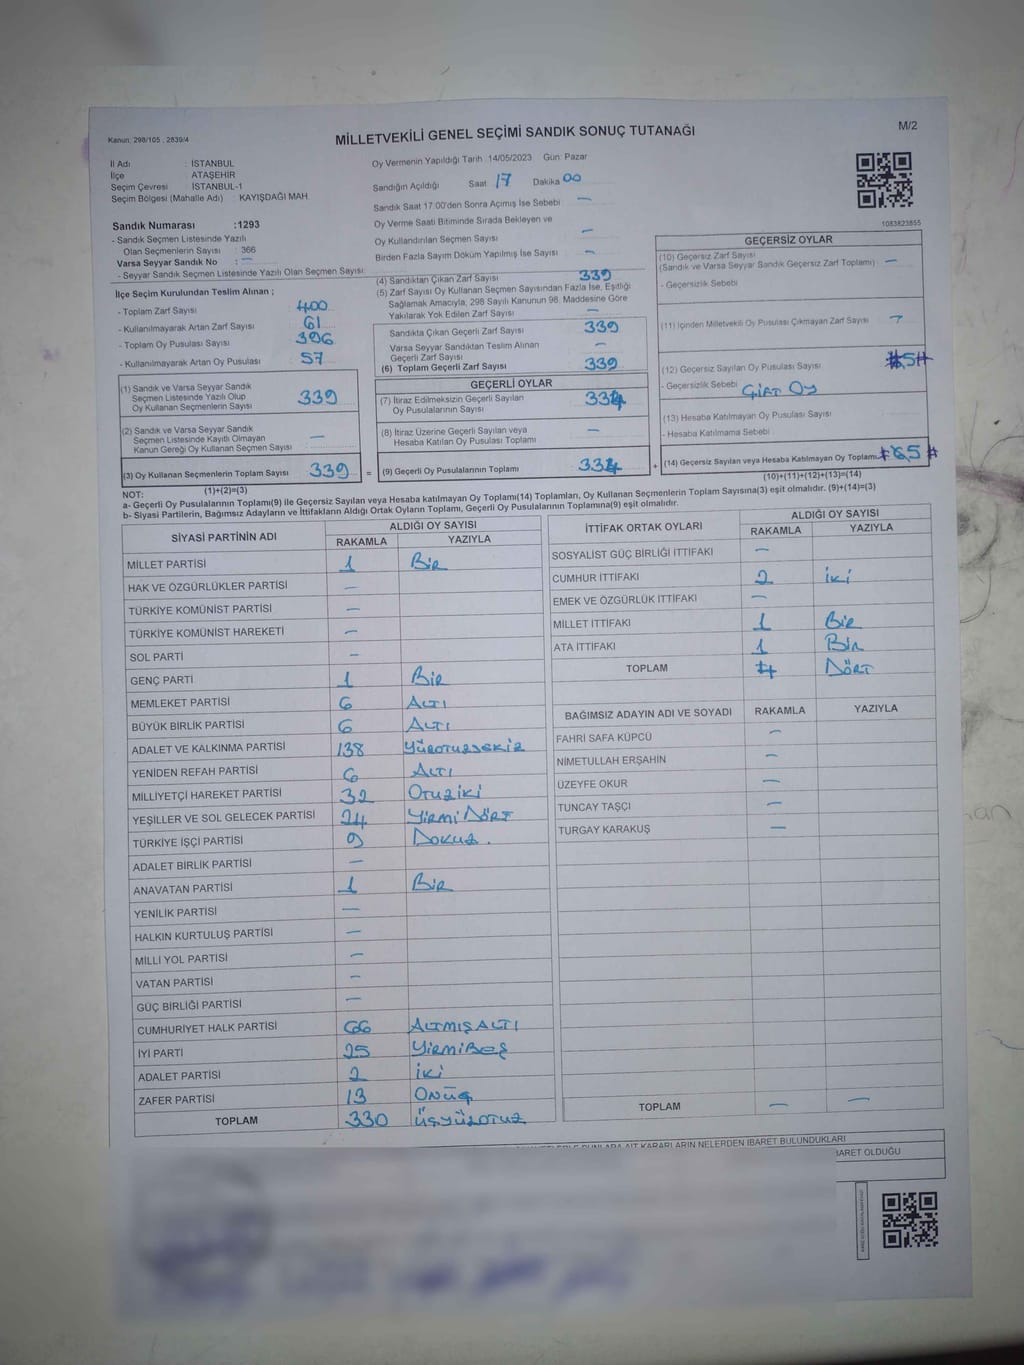 Kanun: 298/105 , 2839/4
MİLLETVEKİLİ GENEL SEÇİMİ SANDIK SONUÇ TUTANAĞI
M/2
İl Adı : İSTANBUL
İlçe ATAŞEHİR
Seçim Çevresi : İSTANBUL-1
Seçim Bölgesi (Mahalle Adı) : KAYIŞDAĞI MAH.
Sandık Numarası :1293
- Sandık Seçmen Listesinde Yazılı
Olan Seçmenlerin Sayısı : 366
Varsa Seyyar Sandık No : —
- Seyyar Sandık Seçmen Listesinde Yazılı Olan Seçmen Sayısı:
Oy Vermenin Yapıldığı Tarih :14/05/2023 Gün: Pazar
Sandığın Açıldığı Saat 17 Dakika 00
Sandık Saat 17:00'den Sonra Açılmış İse Sebebi —
Oy Verme Saati Bitiminde Sırada Bekleyen ve
Oy Kullandırılan Seçmen Sayısı —
Birden Fazla Sayım Döküm Yapılmış İse Sayısı —
1083823855
İlçe Seçim Kurulundan Teslim Alınan ;
- Toplam Zarf Sayısı 400
- Kullanılmayarak Artan Zarf Sayısı 61
- Toplam Oy Pusulası Sayısı 396
- Kullanılmayarak Artan Oy Pusulası 57
(1) Sandık ve Varsa Seyyar Sandık
Seçmen Listesinde Yazılı Olup
Oy Kullanan Seçmenlerin Sayısı 339
(2) Sandık ve Varsa Seyyar Sandık
Seçmen Listesinde Kayıtlı Olmayan
Kanun Gereği Oy Kullanan Seçmen Sayısı —
(3) Oy Kullanan Seçmenlerin Toplam Sayısı 339 =
(1)+(2)=(3)
(4) Sandıktan Çıkan Zarf Sayısı 339
(5) Zarf Sayısı Oy Kullanan Seçmen Sayısından Fazla İse, Eşitliği
Sağlamak Amacıyla, 298 Sayılı Kanunun 98. Maddesine Göre
Yakılarak Yok Edilen Zarf Sayısı —
Sandıkta Çıkan Geçerli Zarf Sayısı 339
Varsa Seyyar Sandıktan Teslim Alınan
Geçerli Zarf Sayısı —
(6) Toplam Geçerli Zarf Sayısı 339
GEÇERLİ OYLAR
(7) İtiraz Edilmeksizin Geçerli Sayılan
Oy Pusulalarının Sayısı 334
(8) İtiraz Üzerine Geçerli Sayılan veya
Hesaba Katılan Oy Pusulası Toplamı —
(9) Geçerli Oy Pusulalarının Toplamı 334 +
GEÇERSİZ OYLAR
(10) Geçersiz Zarf Sayısı
(Sandık ve Varsa Seyyar Sandık Geçersiz Zarf Toplamı) —
- Geçersizlik Sebebi
(11) İçinden Milletvekili Oy Pusulası Çıkmayan Zarf Sayısı —
(12) Geçersiz Sayılan Oy Pusulası Sayısı #5#
- Geçersizlik Sebebi
(13) Hesaba Katılmayan Oy Pusulası Sayısı
- Hesaba Katılmama Sebebi
(14) Geçersiz Sayılan veya Hesaba Katılmayan Oy Toplamı
(10)+(11)+(12)+(13)=(14)
NOT:
a- Geçerli Oy Pusulalarının Toplamı(9) ile Geçersiz Sayılan veya Hesaba katılmayan Oy Toplamı(14) Toplamları, Oy Kullanan Seçmenlerin Toplam Sayısına(3) eşit olmalıdır. (9)+(14)=(3)
b- Siyasi Partilerin, Bağımsız Adayların ve İttifakların Aldığı Ortak Oyların Toplamı, Geçerli Oy Pusulalarının Toplamına(9) eşit olmalıdır.
SİYASİ PARTİNİN ADI ALDIĞI OY SAYISI
RAKAMLA YAZIYLA
MİLLET PARTİSİ 1 Bir
HAK VE ÖZGÜRLÜKLER PARTİSİ —
TÜRKİYE KOMÜNİST PARTİSİ —
TÜRKİYE KOMÜNİST HAREKETİ —
SOL PARTİ —
GENÇ PARTİ 1 Bir
MEMLEKET PARTİSİ 6 ALTI
BÜYÜK BİRLİK PARTİSİ 6 ALTI
ADALET VE KALKINMA PARTİSİ 138 Yüzotuzsekiz
YENİDEN REFAH PARTİSİ 6 ALTI
MİLLİYETÇİ HAREKET PARTİSİ 32 Otuziki
YEŞİLLER VE SOL GELECEK PARTİSİ 24 YirmiDört
TÜRKİYE İŞÇİ PARTİSİ 9 Dokuz.
ADALET BİRLİK PARTİSİ —
ANAVATAN PARTİSİ 1 Bir
YENİLİK PARTİSİ —
HALKIN KURTULUŞ PARTİSİ —
MİLLİ YOL PARTİSİ —
VATAN PARTİSİ —
GÜÇ BİRLİĞİ PARTİSİ —
CUMHURİYET HALK PARTİSİ 66 ALTMIŞALTI
İYİ PARTİ 25 YİRMİBEŞ
ADALET PARTİSİ 2 iki
ZAFER PARTİSİ 13 ONÜÇ
TOPLAM 330 ÜÇYÜZOTUZ
İTTİFAK ORTAK OYLARI ALDIĞI OY SAYISI
RAKAMLA YAZIYLA
SOSYALİST GÜÇ BİRLİĞİ İTTİFAKI —
CUMHUR İTTİFAKI 2 iki
EMEK VE ÖZGÜRLÜK İTTİFAKI —
MİLLET İTTİFAKI 1 Bir
ATA İTTİFAKI 1 Bir
TOPLAM 4 DÖRT
BAĞIMSIZ ADAYIN ADI VE SOYADI RAKAMLA YAZIYLA
FAHRİ SAFA KÜPCÜ —
NİMETULLAH ERŞAHİN —
ÜZEYFE OKUR —
TUNCAY TAŞÇI —
TURGAY KARAKUŞ —
TOPLAM — —
KARARLARIN NELERDEN İBARET BULUNDUKLARI
İBARET OLDUĞU